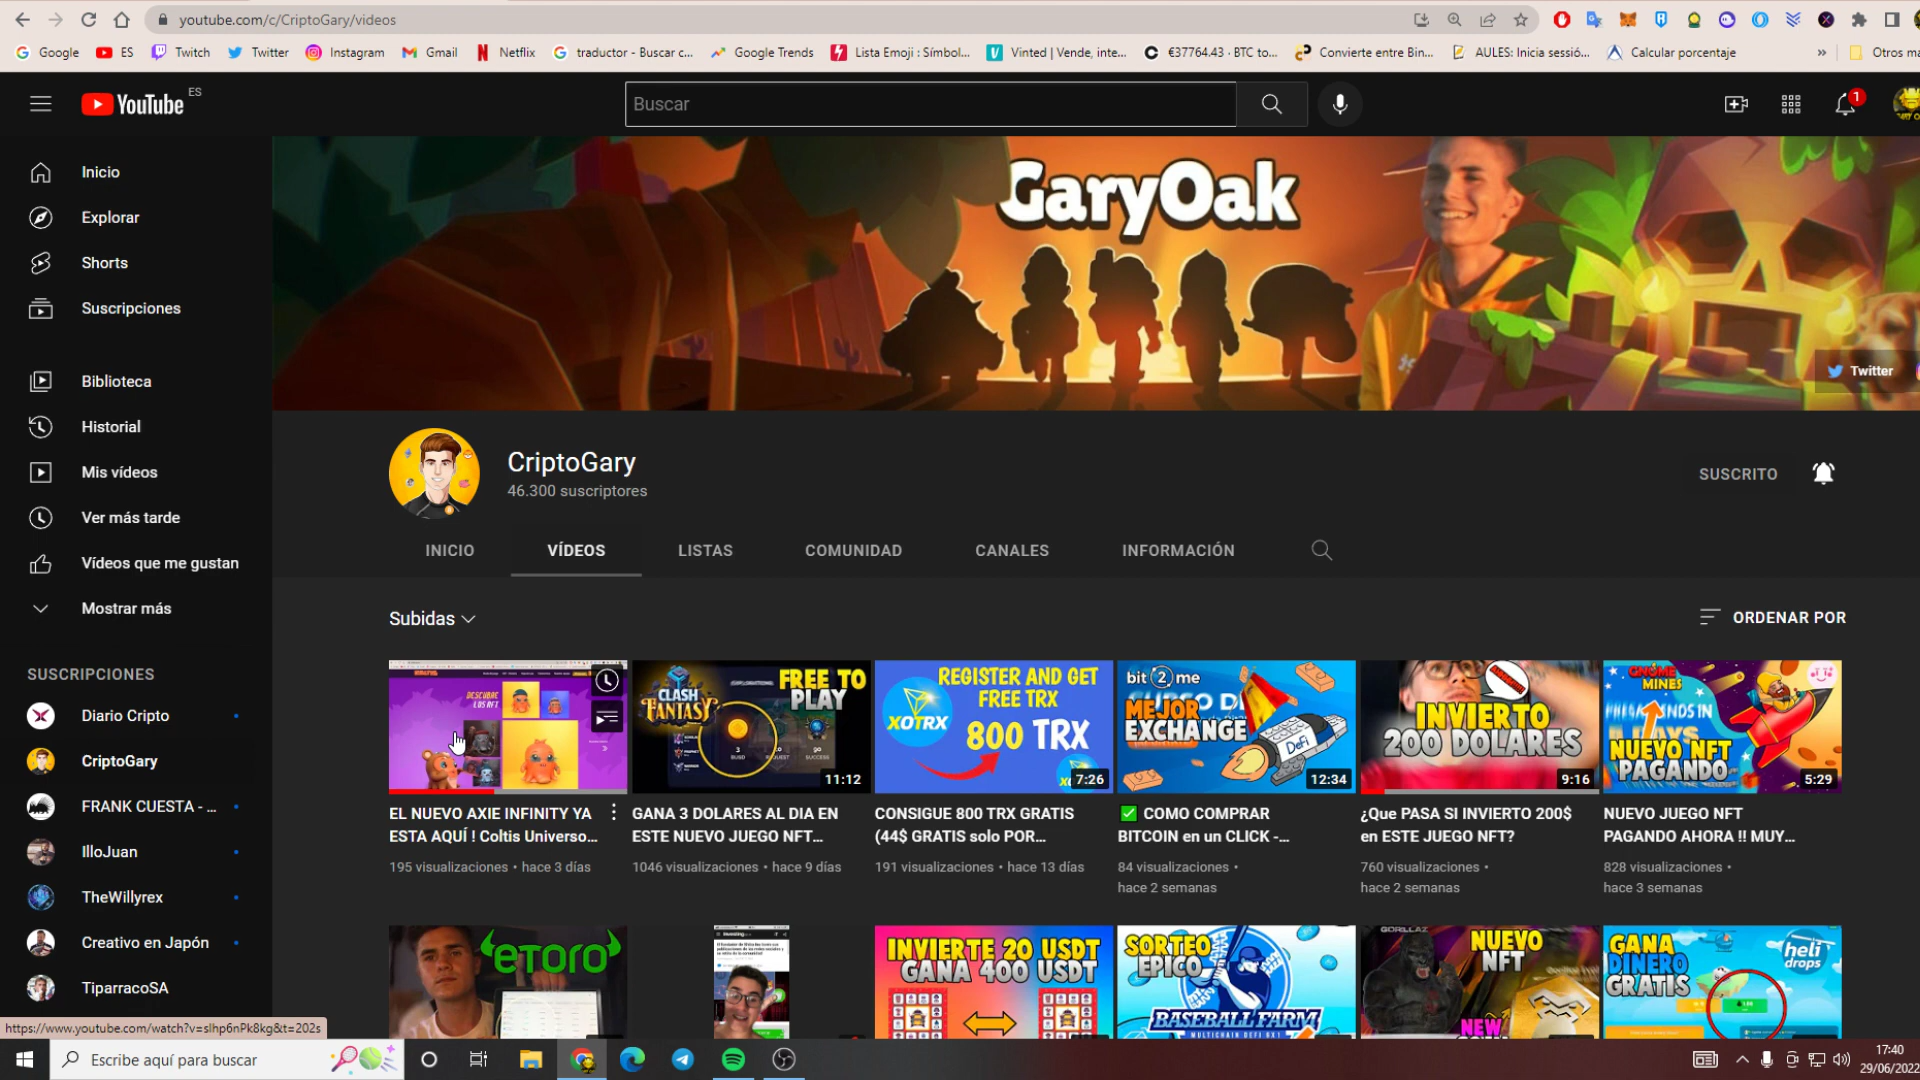 youtube.com/c/CriptoGary/videos
Google
ES
Twitch
Twitter
Instagram
Gmail
Netflix
traductor - Buscar c...
Google Trends
Lista Emoji : Símbol...
Vinted | Vende, inte...
€37764.43 · BTC to...
Convierte entre Bin...
AULES: Inicia sessió...
Calcular porcentaje
»
Otros ma
YouTube ES
Buscar
1
Inicio
Explorar
Shorts
Suscripciones
Biblioteca
Historial
Mis vídeos
Ver más tarde
Vídeos que me gustan
Mostrar más
SUSCRIPCIONES
Diario Cripto
CriptoGary
FRANK CUESTA - ...
IlloJuan
TheWillyrex
Creativo en Japón
TiparracoSA
GaryOak
Twitter
CriptoGary
46.300 suscriptores
SUSCRITO
INICIO
VÍDEOS
LISTAS
COMUNIDAD
CANALES
INFORMACIÓN
Subidas
ORDENAR POR
DESCUBRE
LOS NFT
EL NUEVO AXIE INFINITY YA
ESTA AQUÍ ! Coltis Universo...
195 visualizaciones • hace 3 días
CLASH
FANTASY
FREE TO
PLAY
11:12
GANA 3 DOLARES AL DIA EN
ESTE NUEVO JUEGO NFT...
1046 visualizaciones • hace 9 días
REGISTER AND GET
FREE TRX
XOTRX
800 TRX
7:26
CONSIGUE 800 TRX GRATIS
(44$ GRATIS solo POR...
191 visualizaciones • hace 13 días
bit2me
MEJOR
EXCHANGE
DeFi
12:34
✅ COMO COMPRAR
BITCOIN en un CLICK -...
84 visualizaciones •
hace 2 semanas
INVIERTO
200 DOLARES
9:16
¿Que PASA SI INVIERTO 200$
en ESTE JUEGO NFT?
760 visualizaciones •
hace 2 semanas
GNOME
MINES
NUEVO NFT
PAGANDO
5:29
NUEVO JUEGO NFT
PAGANDO AHORA !! MUY...
828 visualizaciones •
hace 3 semanas
eToro
INVIERTE 20 USDT
GANA 400 USDT
SORTEO
EPICO
BASEBALL FARM
MULTICHAIN DEFI
GORILLAZ
NUEVO
NFT
NEW
GANA
DINERO
GRATIS
heli
drops
https://www.youtube.com/watch?v=slhp6nPk8kg&t=202s
Escribe aquí para buscar
17:40
29/06/2022